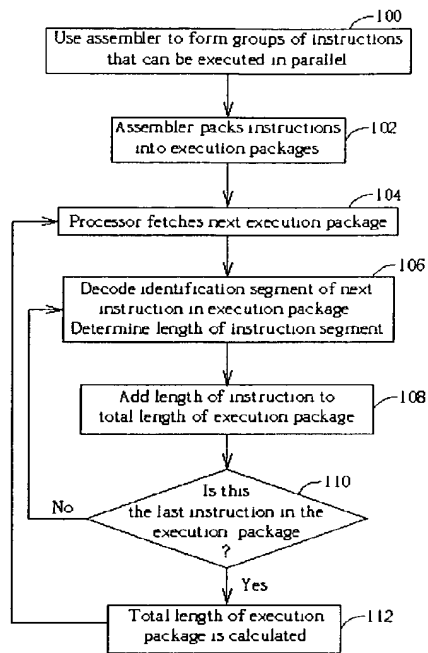 100
Use assembler to form groups of instructions
that can be executed in parallel
102
Assembler packs instructions
into execution packages
104
Processor fetches next execution package
106
Decode identification segment of next
instruction in execution package
Determine length of instruction segment
Add length of instruction to
total length of execution package
108
110
Is this
the last instruction in the
execution package
?
No
Yes
Total length of execution
package is calculated
112